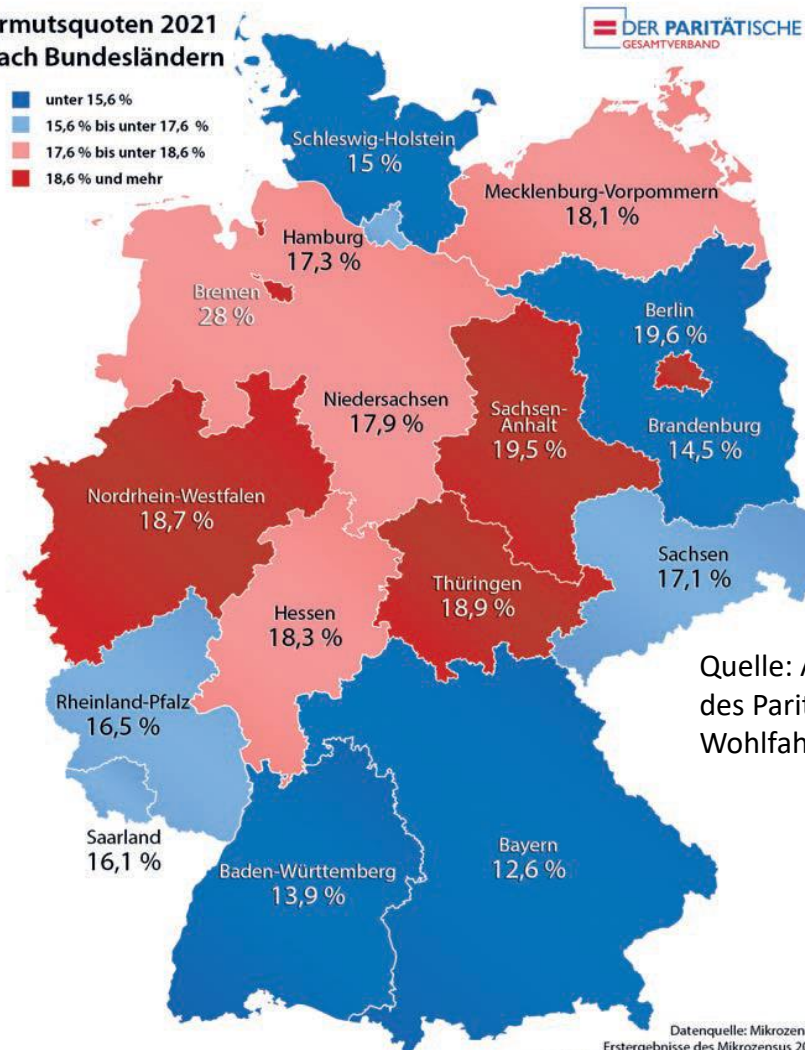 rmutsquoten 2021
ach Bundesländern
unter 15,6 %
15,6 % bis unter 17,6 %
17,6 % bis unter 18,6 %
18,6 % und mehr
DER PARITÄTISCHE
GESAMTVERBAND
Schleswig-Holstein
15 %
Mecklenburg-Vorpommern
18,1 %
Hamburg
17,3 %
Bremen
28 %
Berlin
19,6 %
Niedersachsen
17,9 %
Sachsen-
Anhalt
19,5 %
Brandenburg
14,5 %
Nordrhein-Westfalen
18,7 %
Sachsen
17,1 %
Thüringen
18,9 %
Hessen
18,3 %
Rheinland-Pfalz
16,5 %
Quelle: A
des Parit
Wohlfah
Saarland
16,1 %
Baden-Württemberg
13,9 %
Bayern
12,6 %
Datenquelle: Mikrozen
Erstergebnisse des Mikrozensus 20